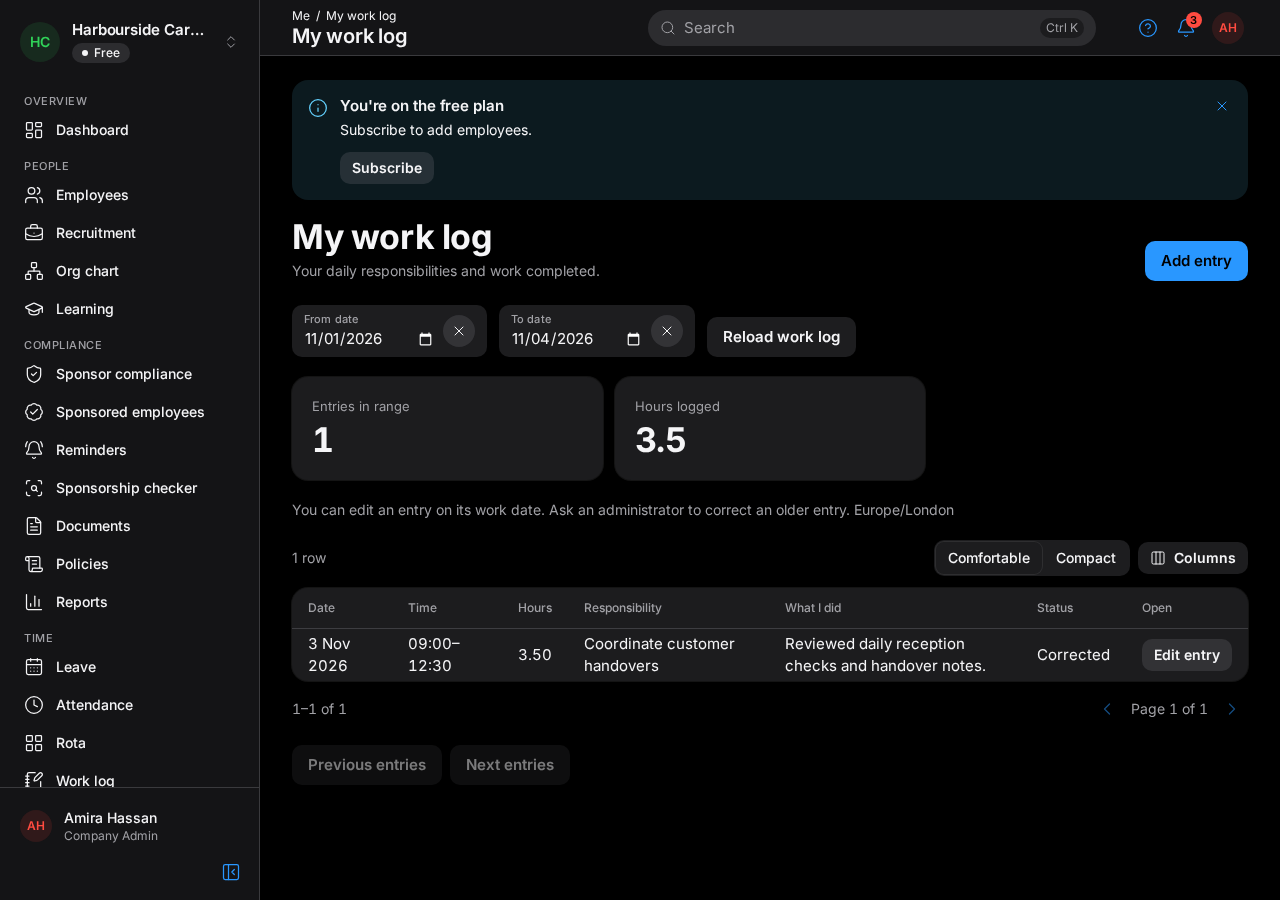 HC
Harbourside Car...
Free
OVERVIEW
Dashboard
PEOPLE
Employees
Recruitment
Org chart
Learning
COMPLIANCE
Sponsor compliance
Sponsored employees
Reminders
Sponsorship checker
Documents
Policies
Reports
TIME
Leave
Attendance
Rota
Work log
AH
Amira Hassan
Company Admin
Me / My work log
My work log
Search
Ctrl K
3
AH
You're on the free plan
Subscribe to add employees.
Subscribe
My work log
Your daily responsibilities and work completed.
Add entry
From date
11/01/2026
To date
11/04/2026
Reload work log
Entries in range
1
Hours logged
3.5
You can edit an entry on its work date. Ask an administrator to correct an older entry. Europe/London
1 row
Comfortable
Compact
Columns
Date Time Hours Responsibility What I did Status Open
3 Nov 2026 09:00–12:30 3.50 Coordinate customer handovers Reviewed daily reception checks and handover notes. Corrected Edit entry
1–1 of 1
Page 1 of 1
Previous entries
Next entries